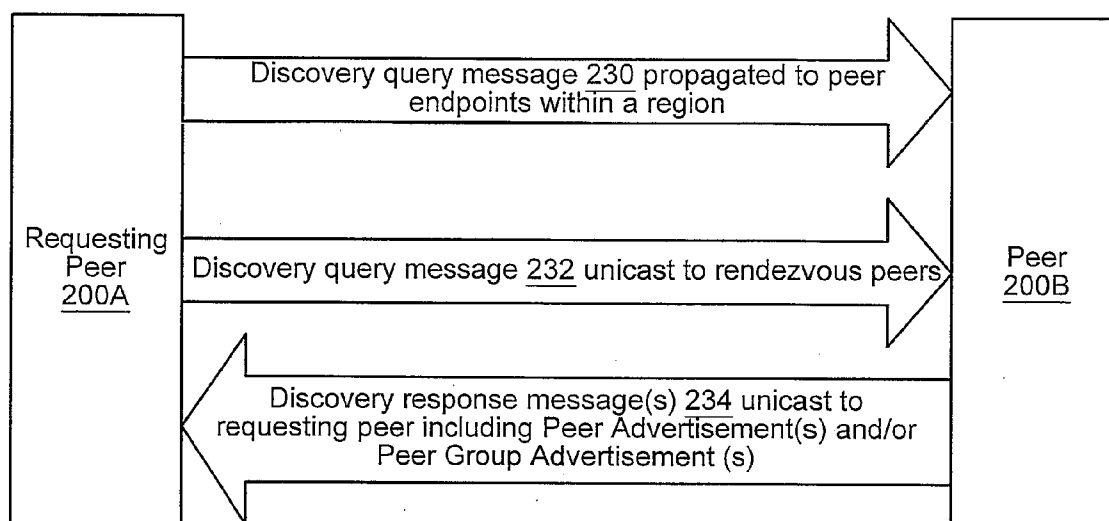 Discovery query message 230 propagated to peer
endpoints within a region
Requesting
Peer
200A
Discovery query message 232 unicast to rendezvous peers
Peer
200B
Discovery response message(s) 234 unicast to
requesting peer including Peer Advertisement(s) and/or
Peer Group Advertisement (s)